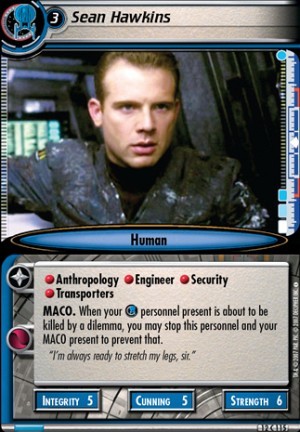 3 Sean Hawkins
Human
Anthropology Engineer Security
Transporters
MACO. When your personnel present is about to be
killed by a dilemma, you may stop this personnel and your
MACO present to prevent that.
"I'm always ready to stretch my legs, sir."
INTEGRITY 5 CUNNING 5 STRENGTH 6
12 C 115